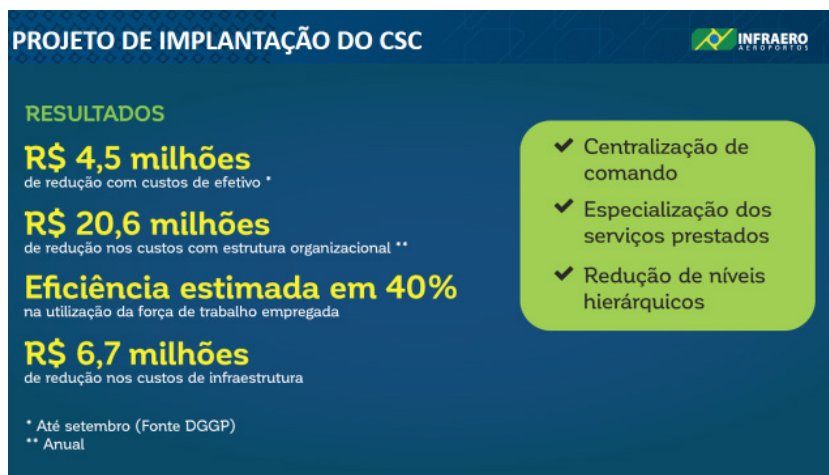 PROJETO DE IMPLANTAÇÃO DO CSC
INFRAERO
AEROPORTOS
RESULTADOS
R$ 4,5 milhões
de redução com custos de efetivo *
R$ 20,6 milhões
de redução nos custos com estrutura organizacional **
Eficiência estimada em 40%
na utilização da força de trabalho empregada
R$ 6,7 milhões
de redução nos custos de infraestrutura
* Até setembro (Fonte DGGP)
** Anual
✔ Centralização de
comando
✔ Especialização dos
serviços prestados
✔ Redução de níveis
hierárquicos